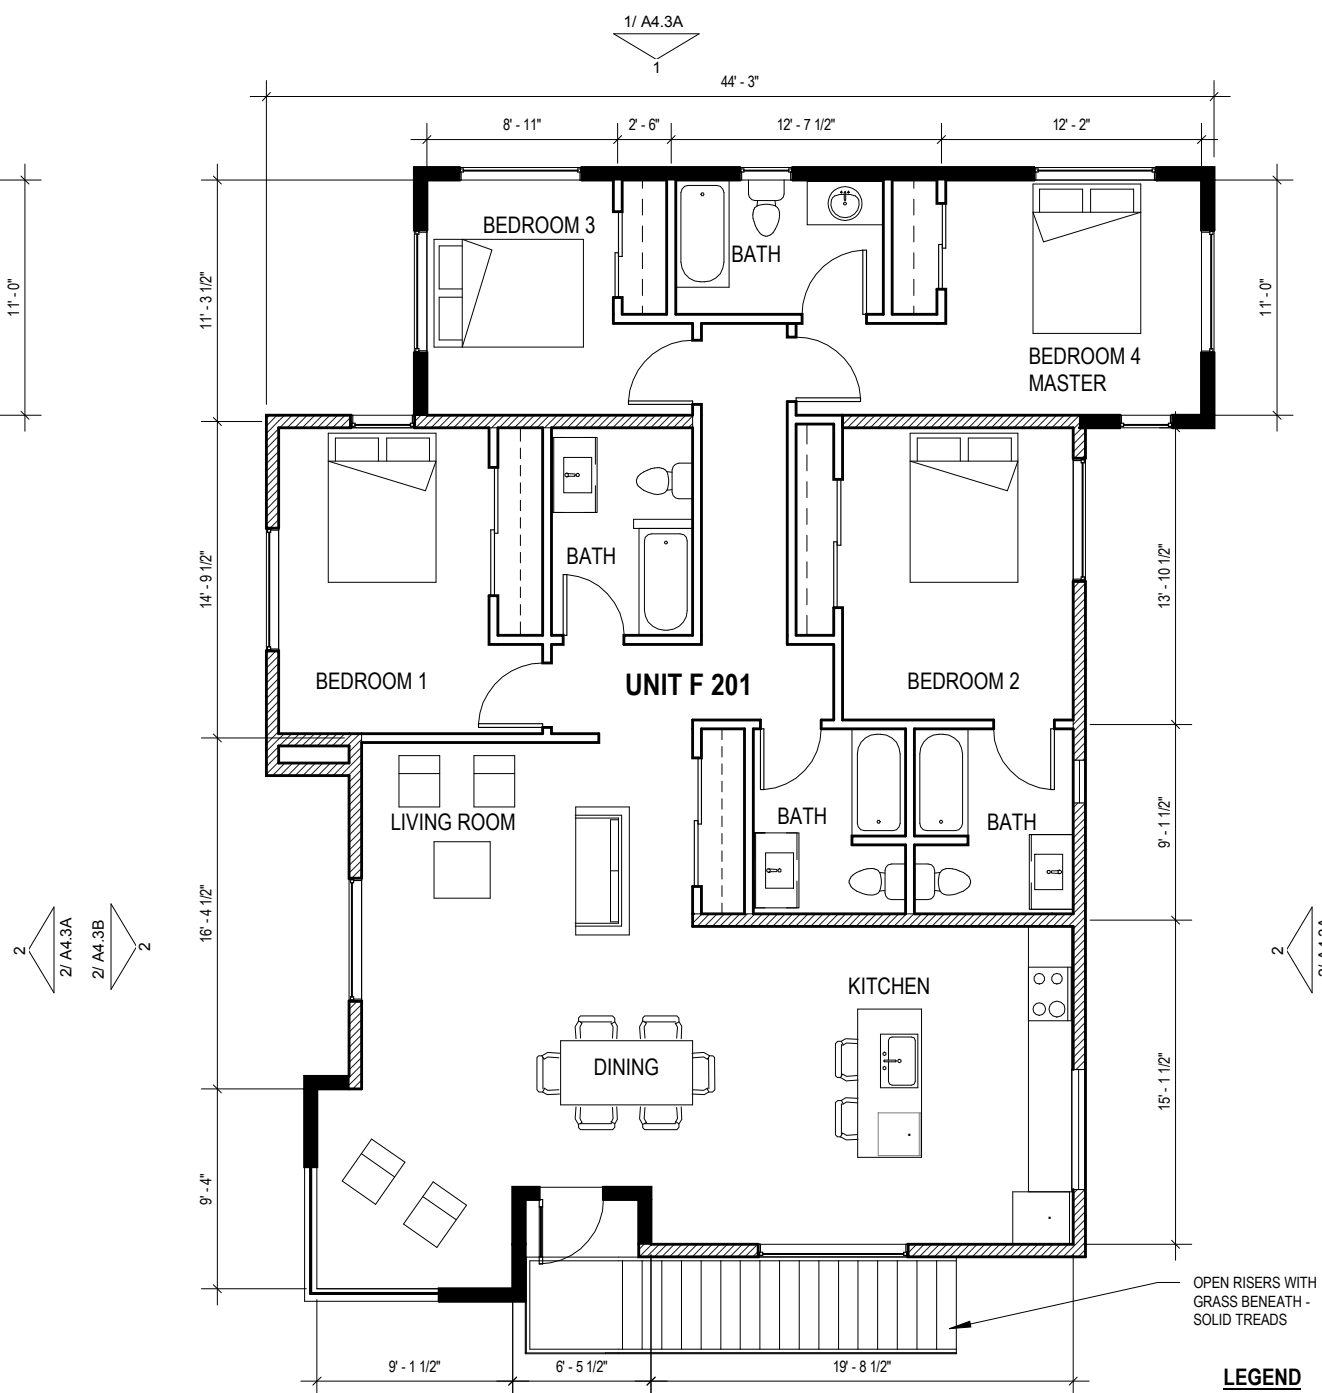 1/ A4.3A
1
44' - 3"
8' - 11"
2' - 6"
12' - 7 1/2"
12' - 2"
11' - 0"
11' - 3 1/2"
BEDROOM 3
BATH
BEDROOM 4
MASTER
11' - 0"
14' - 9 1/2"
BATH
BEDROOM 1
UNIT F 201
BEDROOM 2
13' - 10 1/2"
LIVING ROOM
BATH
BATH
9' - 1 1/2"
16' - 4 1/2"
2
2/ A4.3A
2/ A4.3B
2
KITCHEN
2
DINING
15' - 1 1/2"
9' - 4"
OPEN RISERS WITH
GRASS BENEATH -
SOLID TREADS
9' - 1 1/2"
6' - 5 1/2"
19' - 8 1/2"
LEGEND